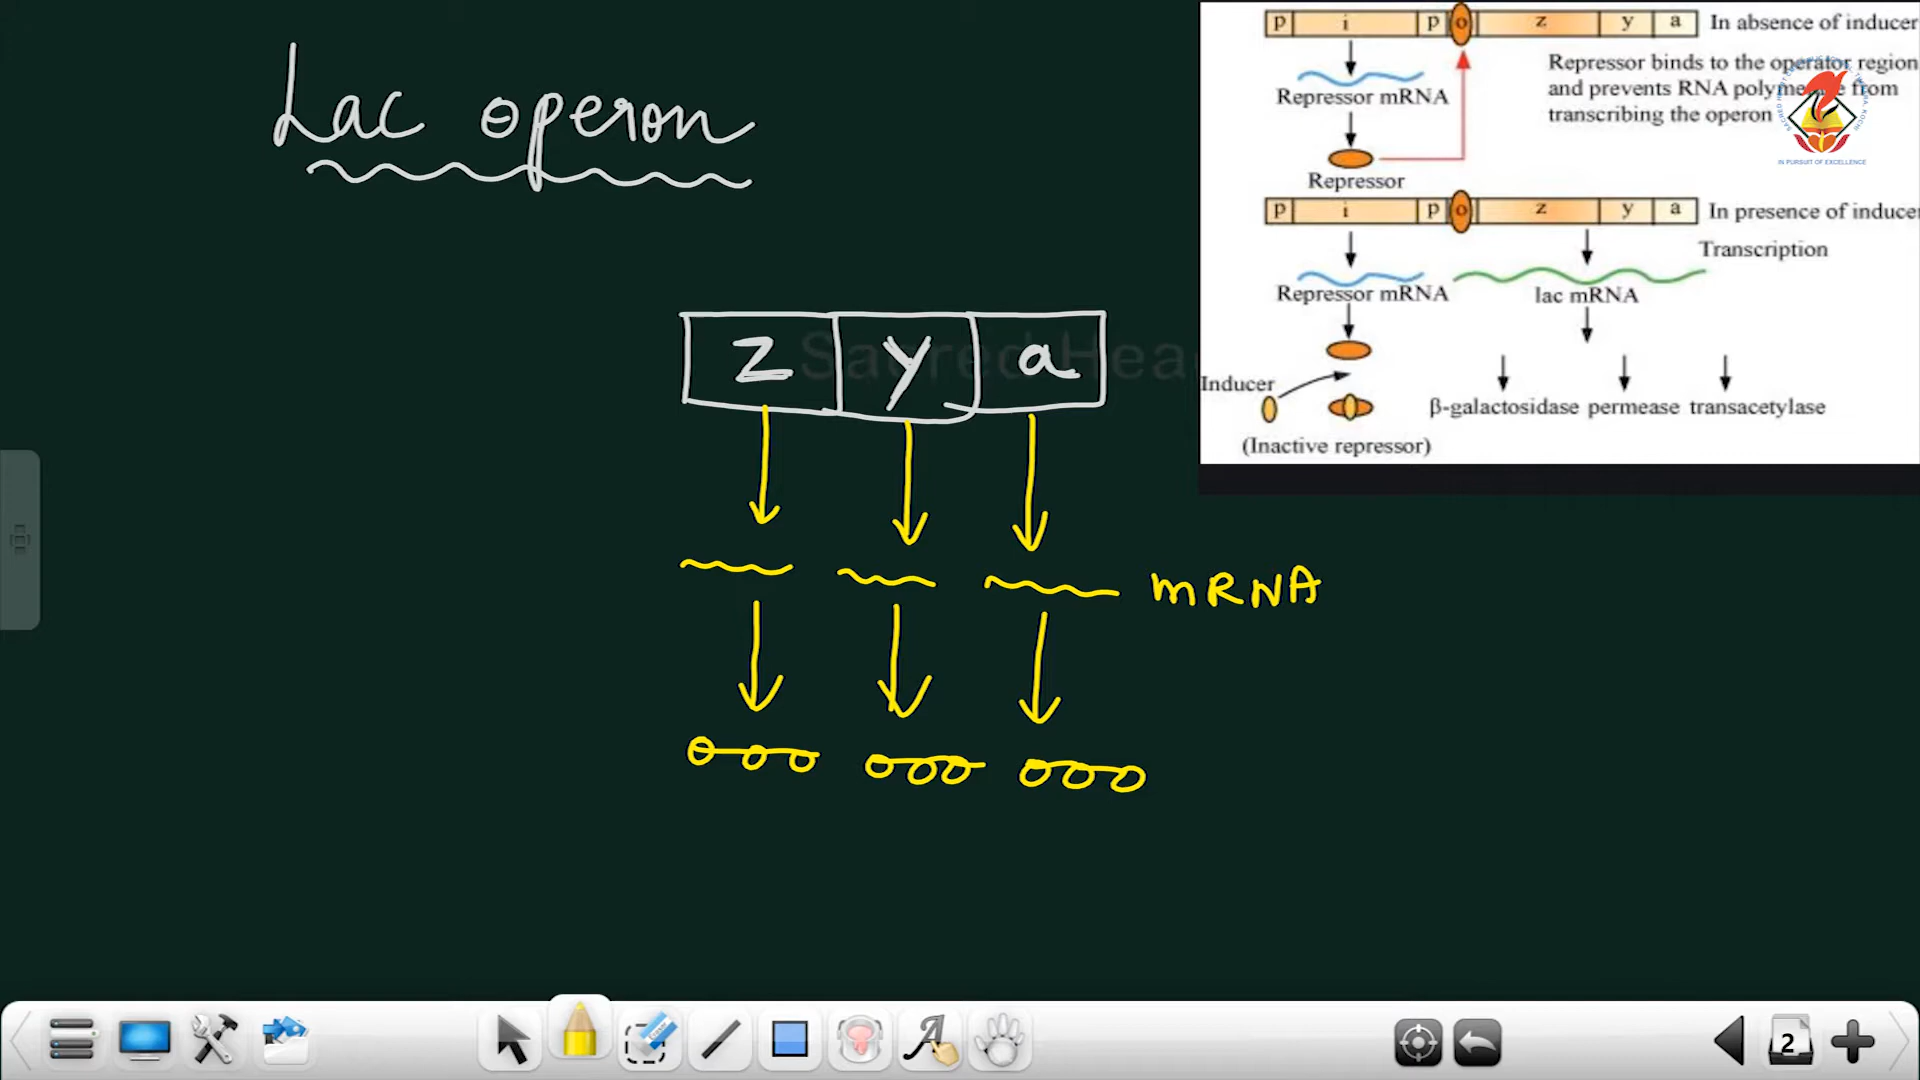 Lac operon
z y a
mRNA
p i p o z y a In absence of inducer
Repressor binds to the operator region
and prevents RNA polymerase from
transcribing the operon
Repressor mRNA
Repressor
IN PURSUIT OF EXCELLENCE
p i p o z y a In presence of inducer
Transcription
Repressor mRNA lac mRNA
Inducer
β-galactosidase permease transacetylase
(Inactive repressor)
Sacred Hea
2